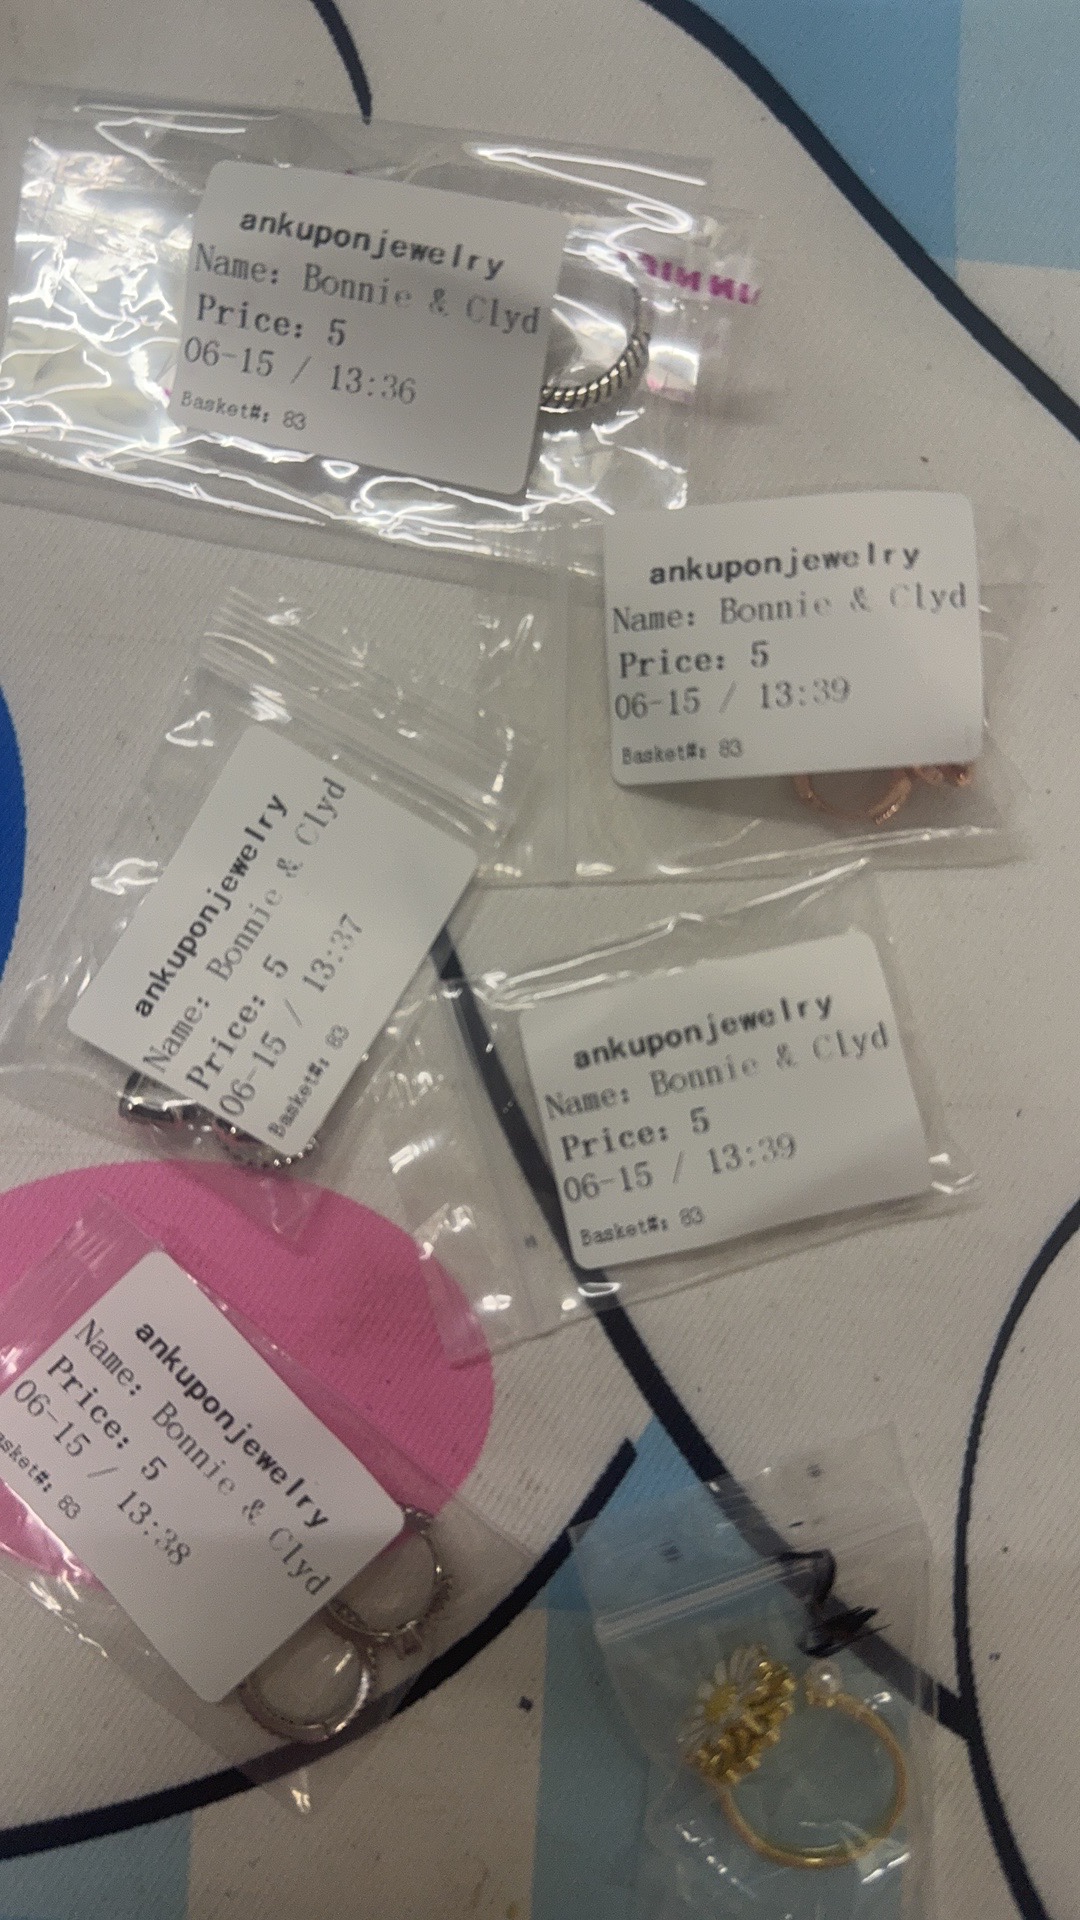 ankuponjewelry
Name: Bonnie & Clyd
Price: 5
06-15 / 13:36
Basket#: 83
ankuponjewelry
Name: Bonnie & Clyd
Price: 5
06-15 / 13:39
Basket#: 83
ankuponjewelry
Name: Bonnie & Clyd
Price: 5
06-15 / 13:37
Basket#: 83
ankuponjewelry
Name: Bonnie & Clyd
Price: 5
06-15 / 13:39
Basket#: 83
ankuponjewelry
Name: Bonnie & Clyd
Price: 5
06-15 / 13:38
asket#: 83